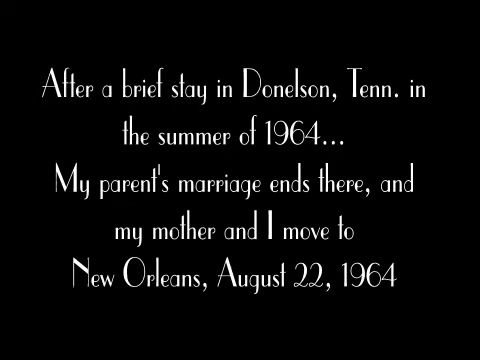 After a brief stay in Donelson, Tenn. in
the summer of 1964...
My parent's marriage ends there, and
my mother and I move to
New Orleans, August 22, 1964